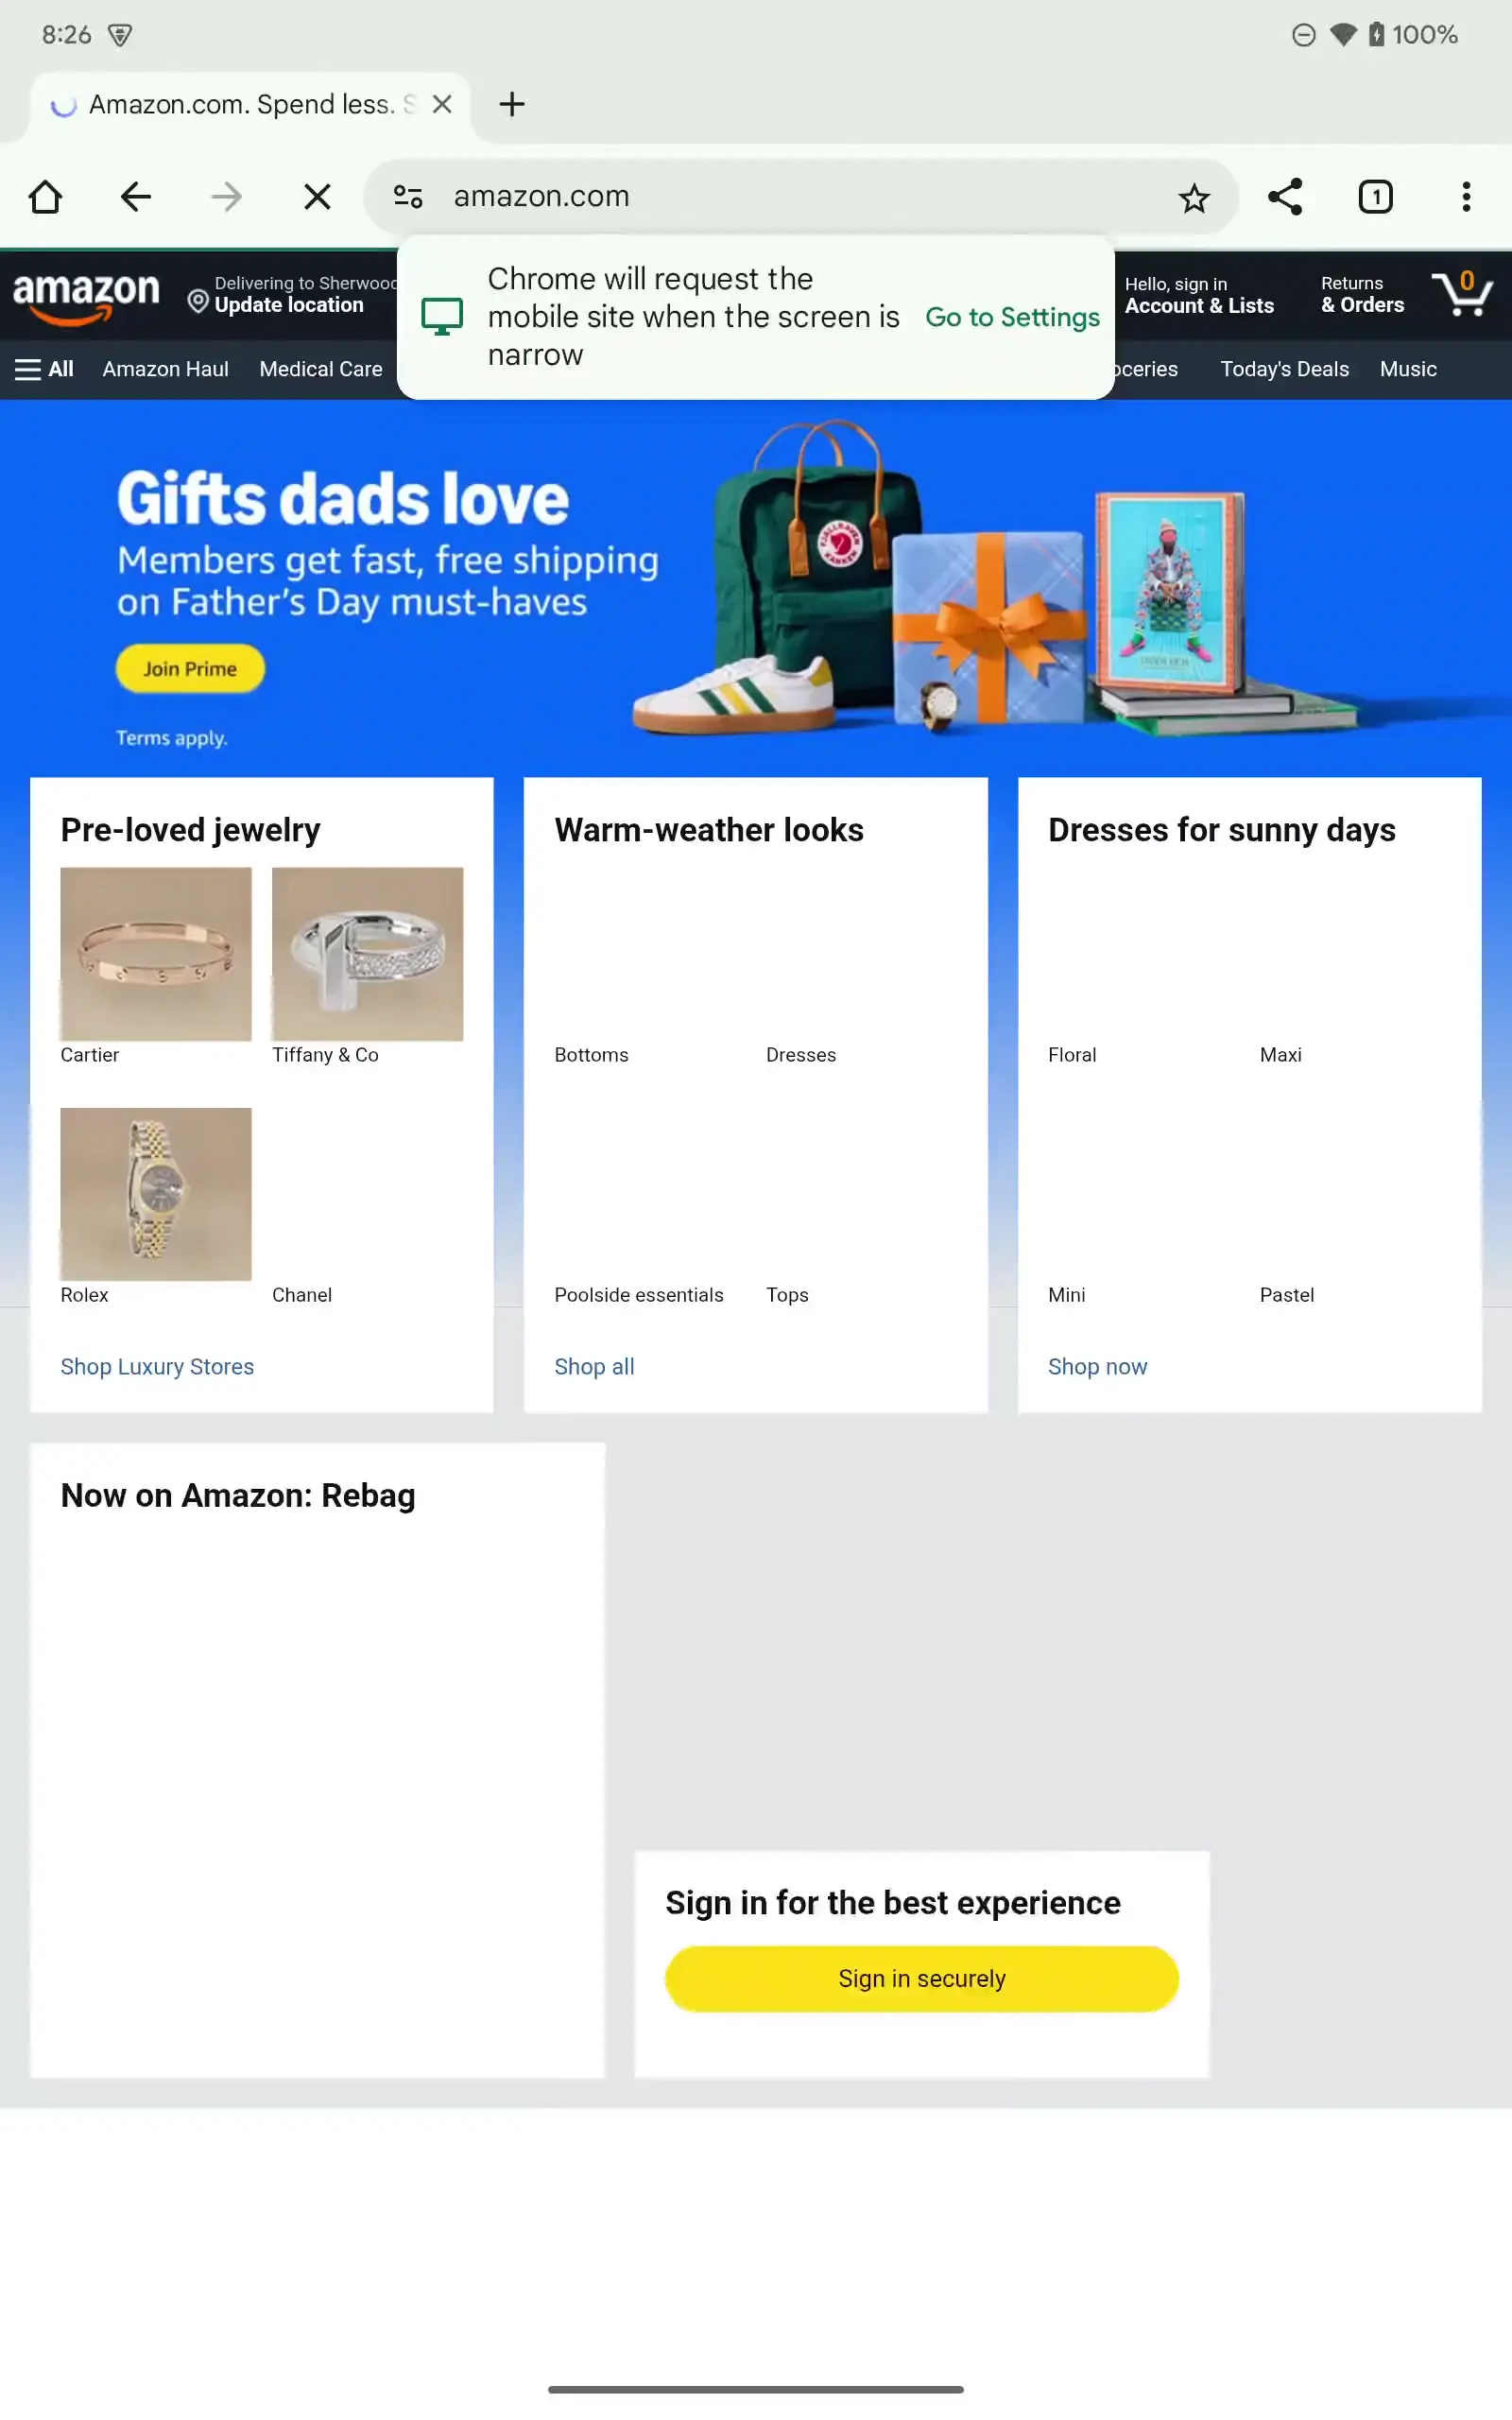 8:26
100%
Amazon.com. Spend less.
amazon.com
Chrome will request the
mobile site when the screen is
narrow
Go to Settings
amazon
Delivering to Sherwood
Update location
Hello, sign in
Account & Lists
Returns
& Orders
0
All
Amazon Haul
Medical Care
Today's Deals
Music
Gifts dads love
Members get fast, free shipping
on Father's Day must-haves
Join Prime
Terms apply.
Pre-loved jewelry
Cartier
Tiffany & Co
Rolex
Chanel
Shop Luxury Stores
Warm-weather looks
Bottoms
Dresses
Poolside essentials
Tops
Shop all
Dresses for sunny days
Floral
Maxi
Mini
Pastel
Shop now
Now on Amazon: Rebag
Sign in for the best experience
Sign in securely